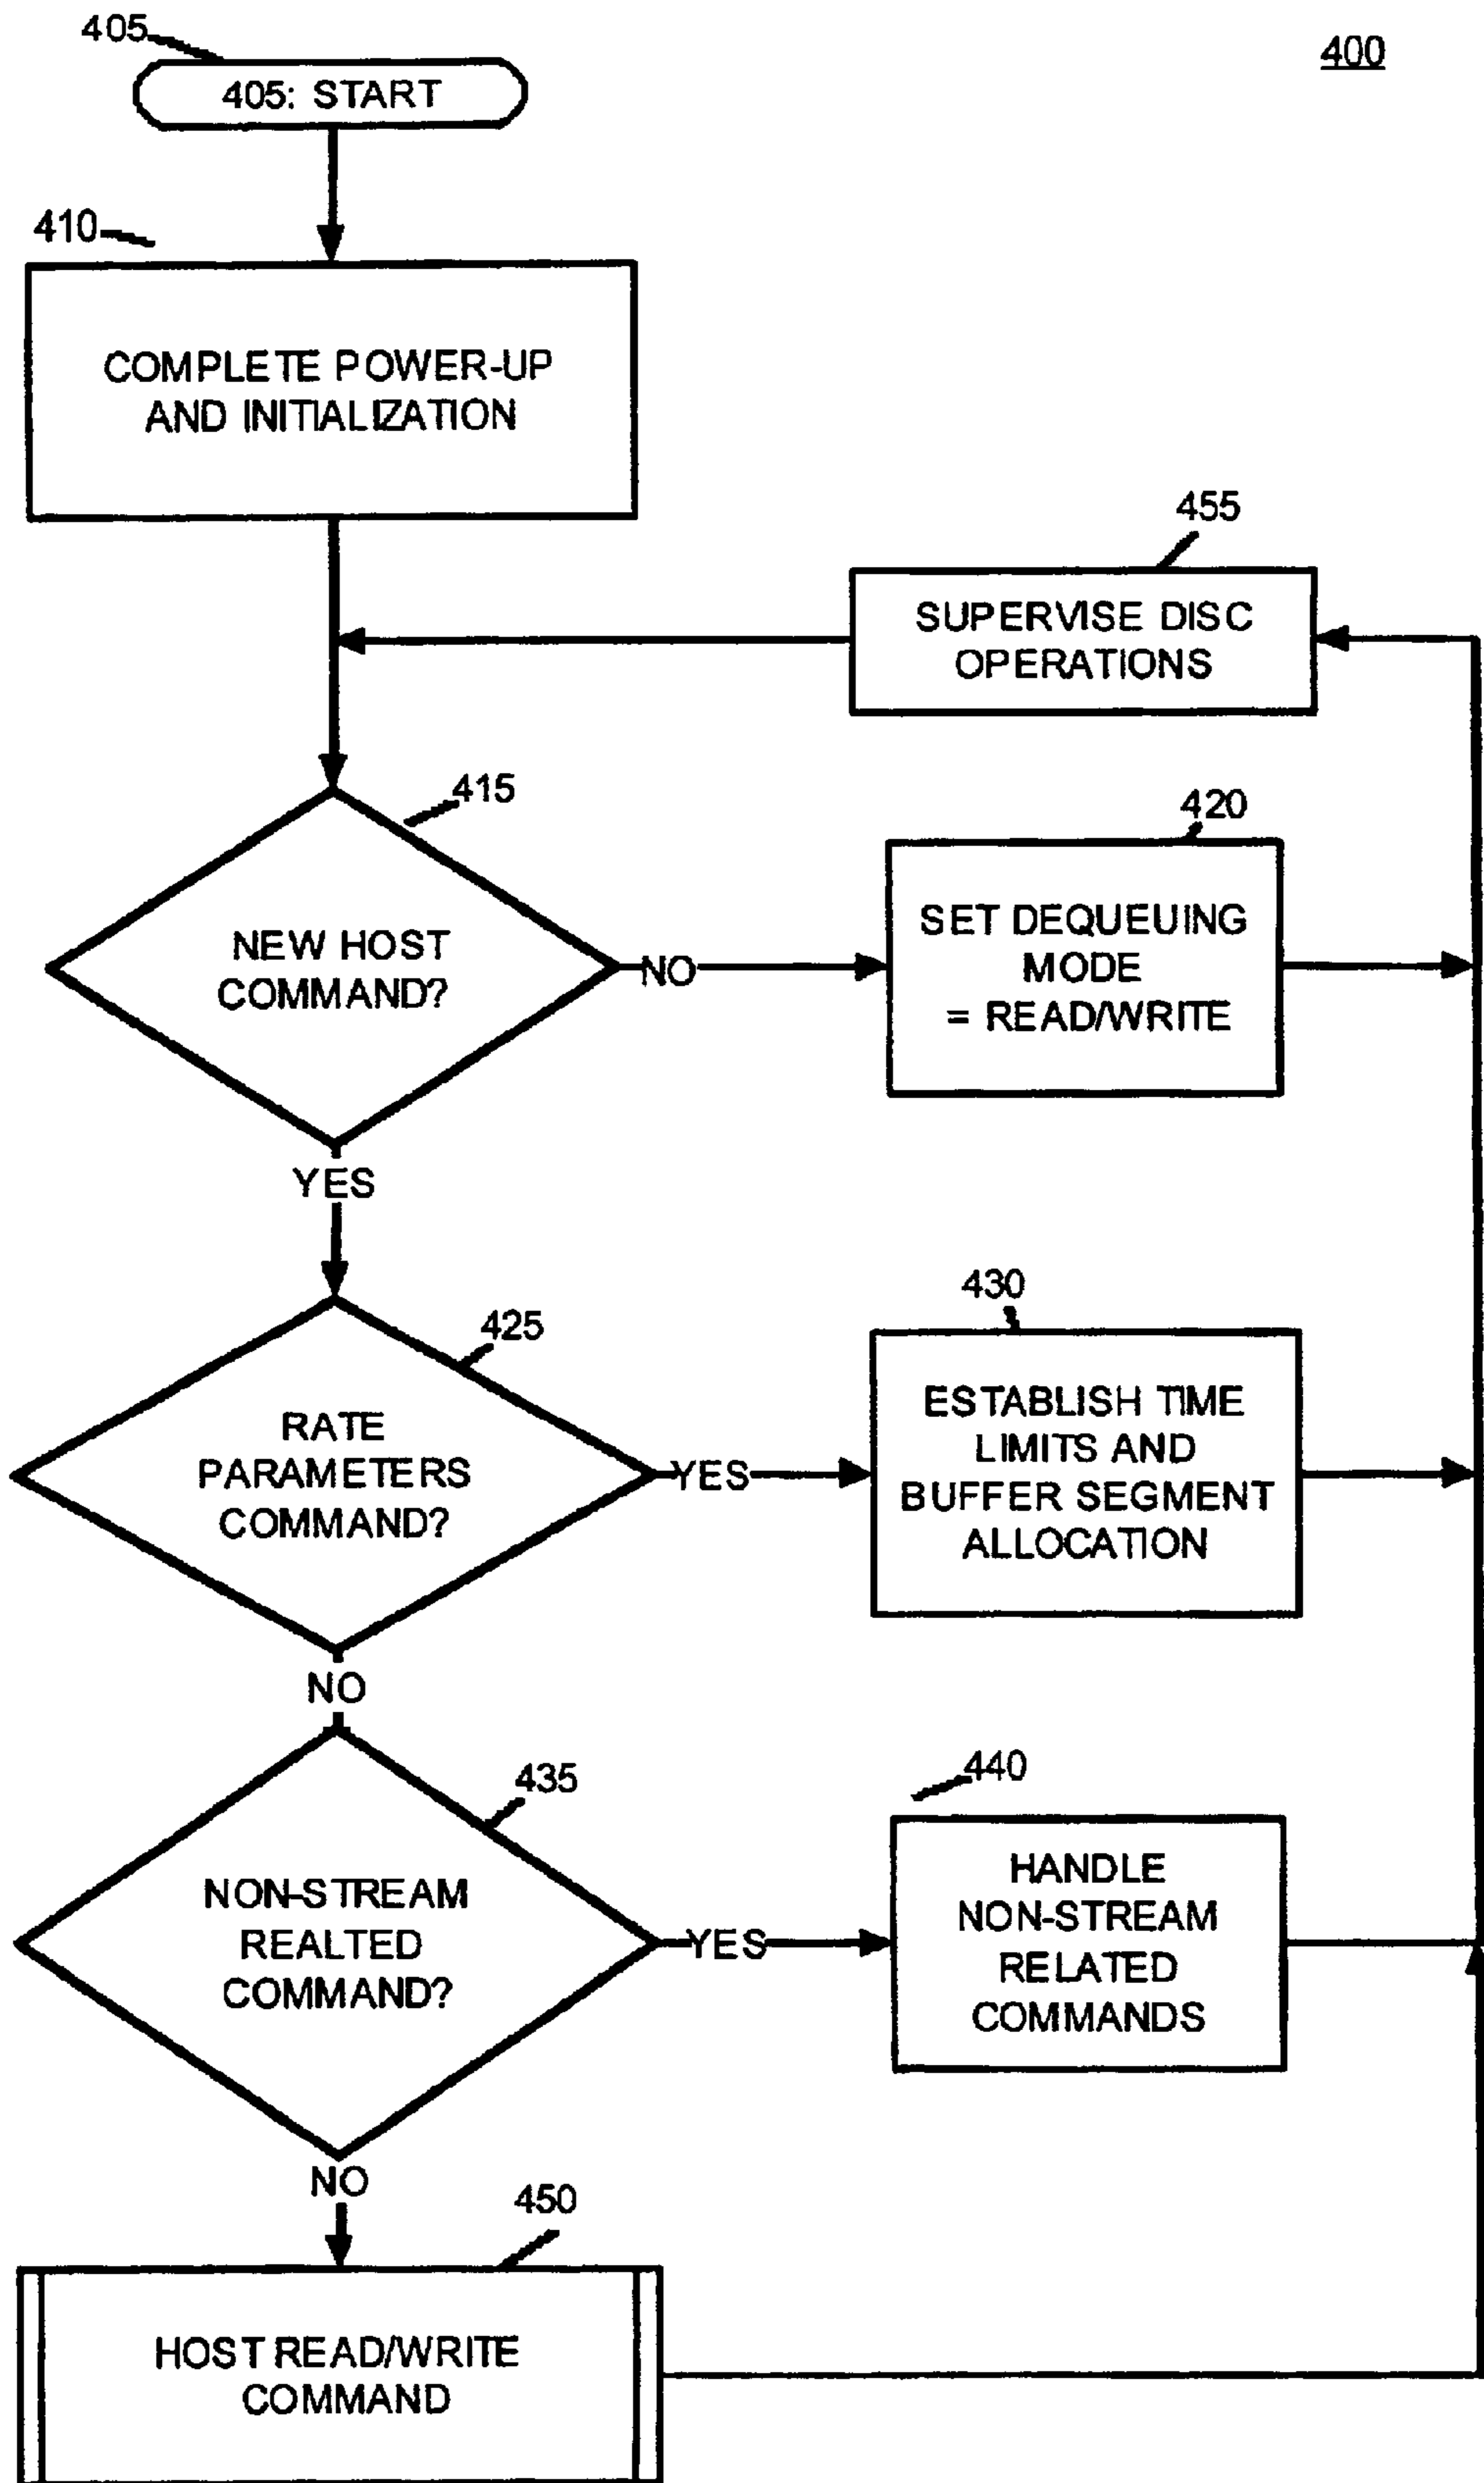 405
400
405: START
410
COMPLETE POWER-UP
AND INITIALIZATION
455
SUPERVISE DISC
OPERATIONS
415
420
NEW HOST
COMMAND?
NO
SET DEQUEUING
MODE
= READ/WRITE
YES
425
430
RATE
PARAMETERS
COMMAND?
YES
ESTABLISH TIME
LIMITS AND
BUFFER SEGMENT
ALLOCATION
NO
435
440
NON-STREAM
REALTED
COMMAND?
YES
HANDLE
NON-STREAM
RELATED
COMMANDS
NO
450
HOST READ/WRITE
COMMAND